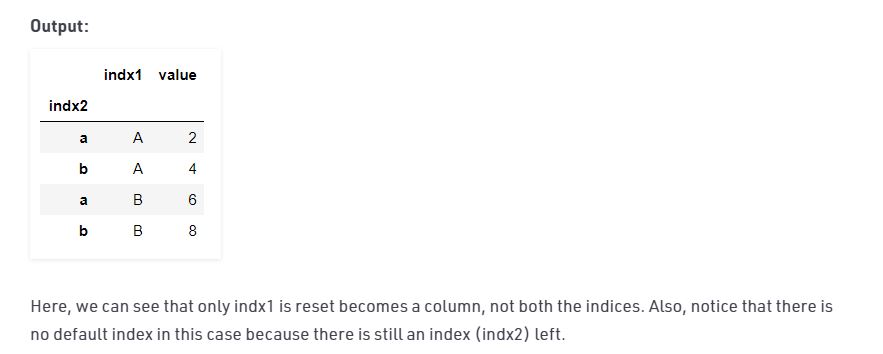 Output:
indx1 value
indx2
a A 2
b A 4
a B 6
b B 8
Here, we can see that only indx1 is reset becomes a column, not both the indices. Also, notice that there is
no default index in this case because there is still an index (indx2) left.